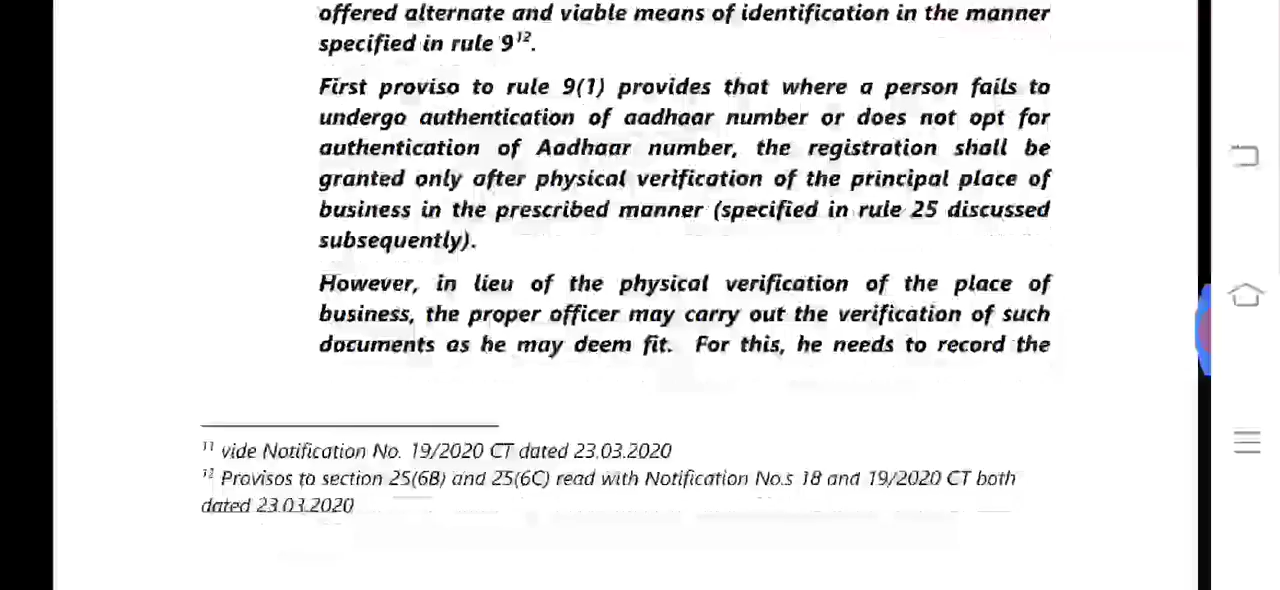 offered alternate and viable means of identification in the manner
specified in rule 9¹².
First proviso to rule 9(1) provides that where a person fails to
undergo authentication of aadhaar number or does not opt for
authentication of Aadhaar number, the registration shall be
granted only after physical verification of the principal place of
business in the prescribed manner (specified in rule 25 discussed
subsequently).
However, in lieu of the physical verification of the place of
business, the proper officer may carry out the verification of such
documents as he may deem fit. For this, he needs to record the
¹¹ vide Notification No. 19/2020 CT dated 23.03.2020
¹² Provisos to section 25(6B) and 25(6C) read with Notification No.s 18 and 19/2020 CT both
dated 23.03.2020